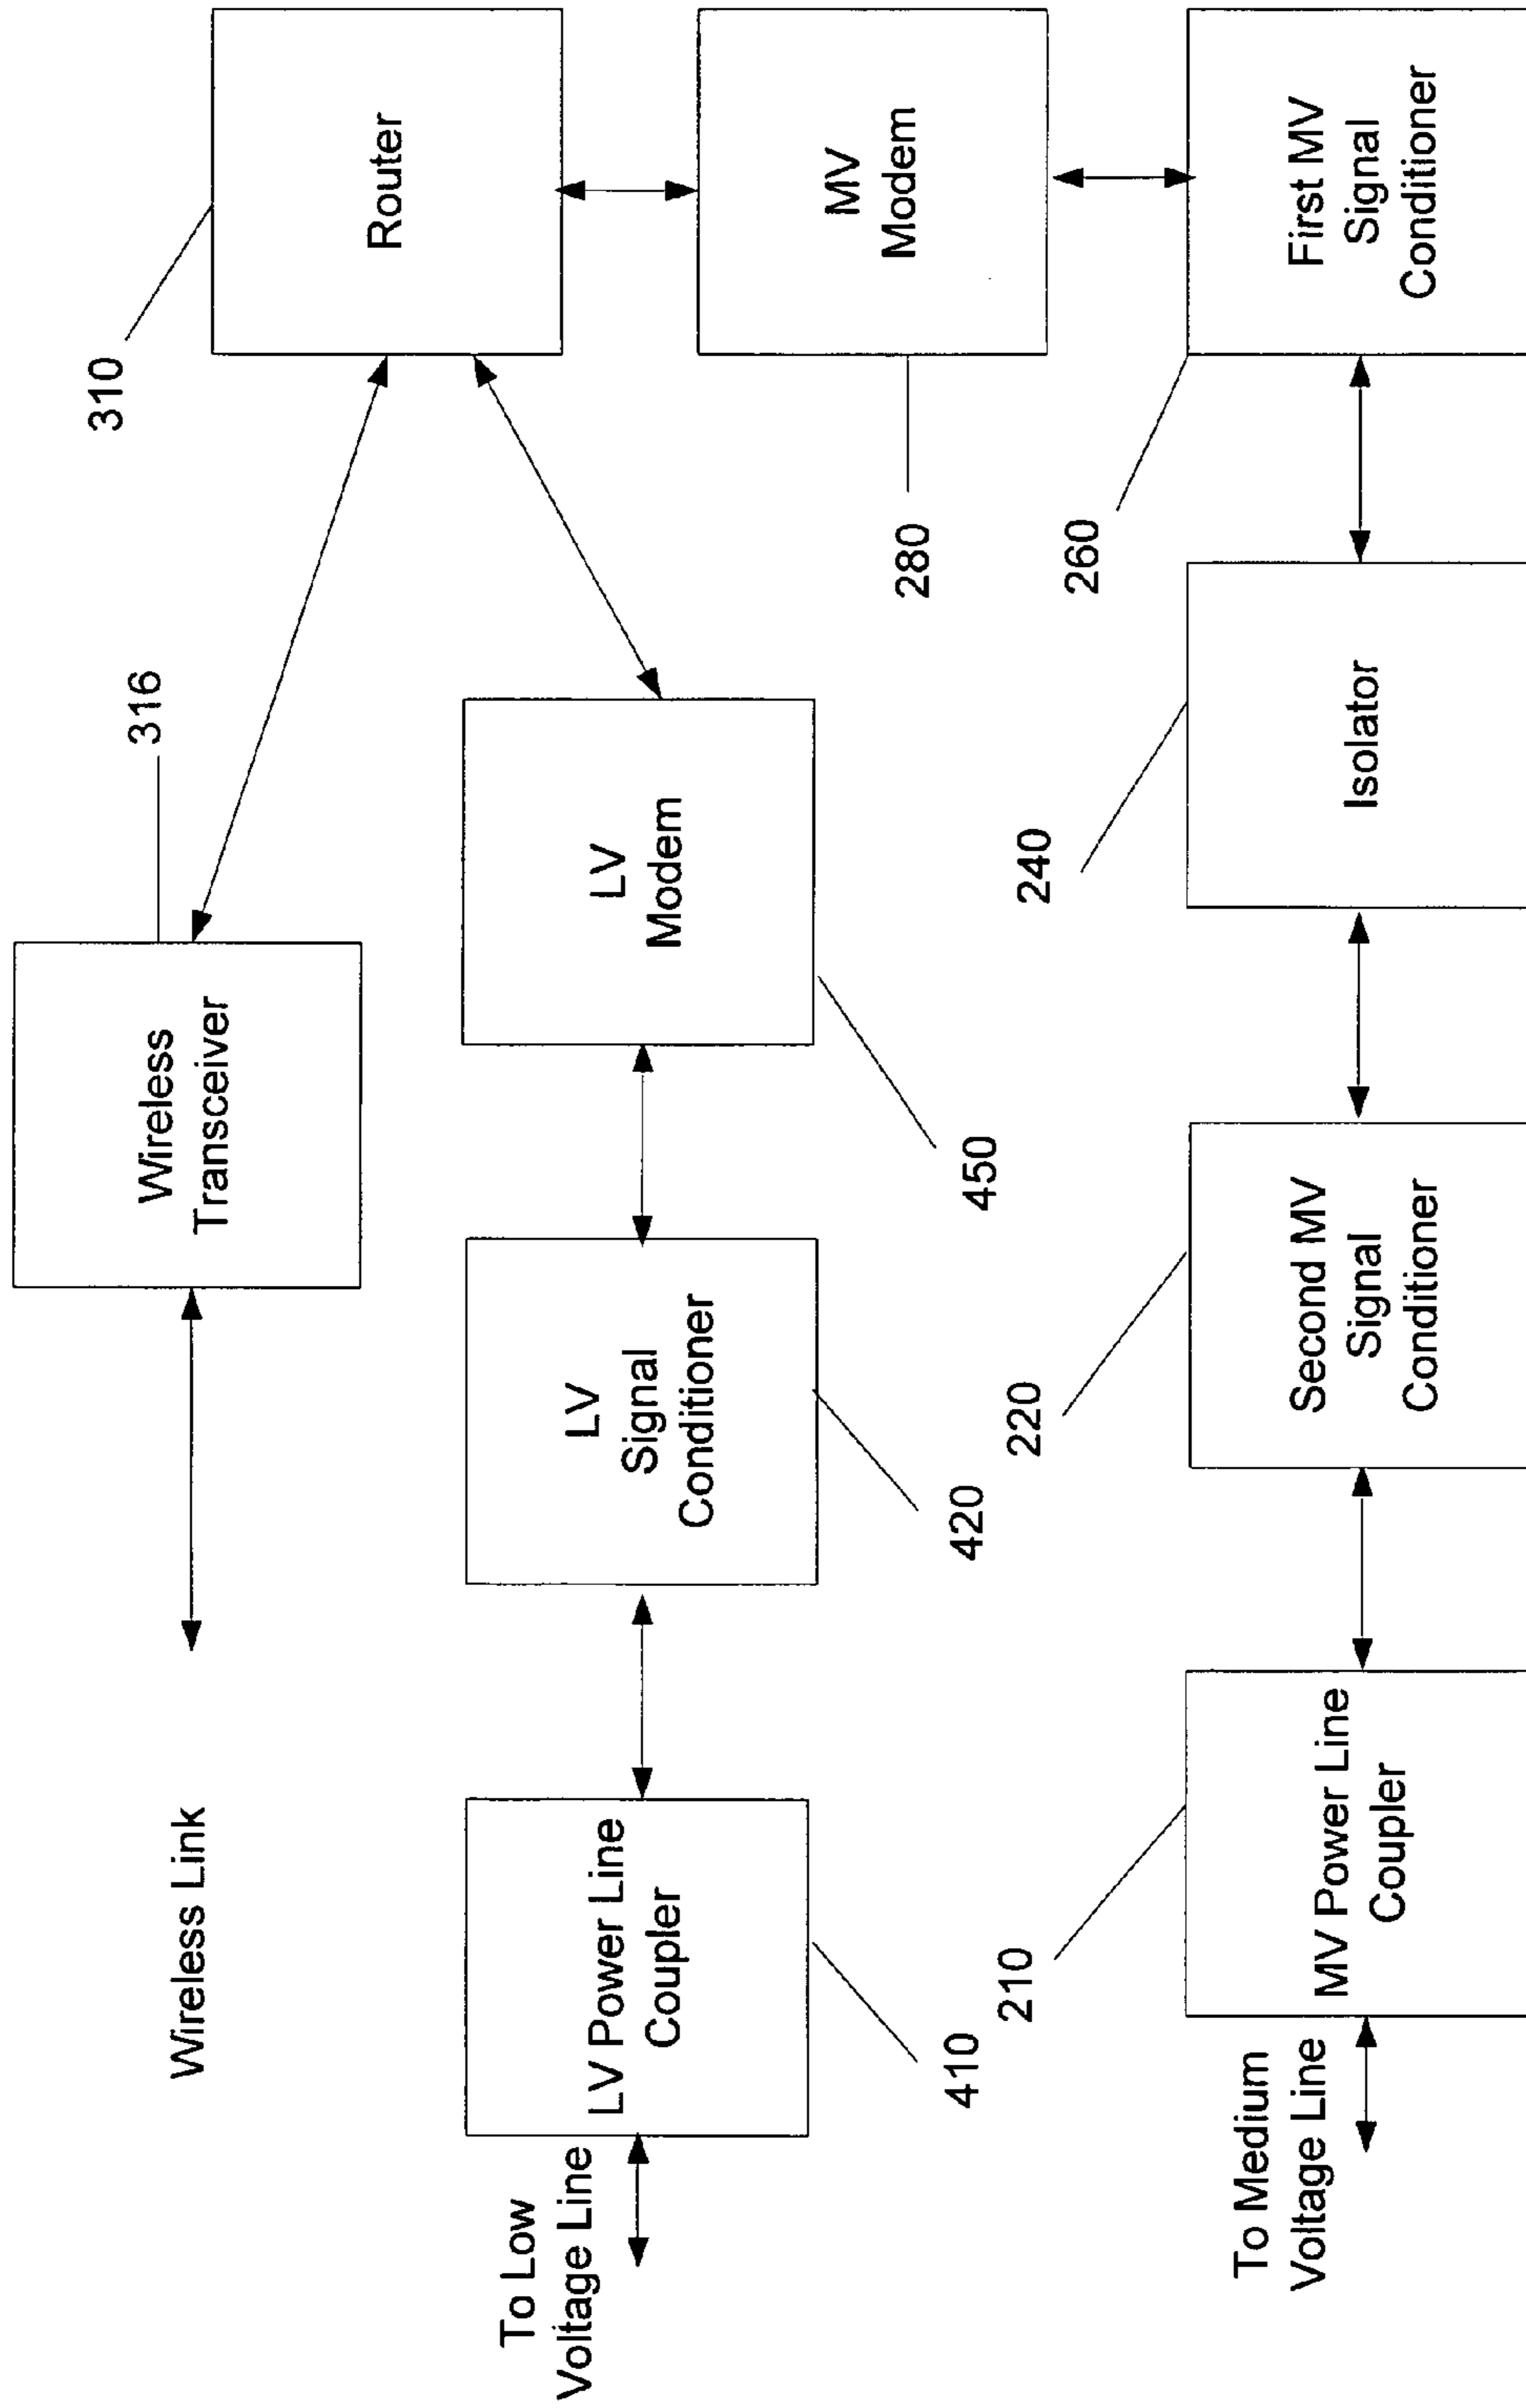 Wireless Link
Wireless
Transceiver
316
310
Router
To Low
Voltage Line
LV Power Line
Coupler
410
LV
Signal
Conditioner
420
LV
Modem
450
280
MV
Modem
To Medium
Voltage Line
210
MV Power Line
Coupler
220
Second MV
Signal
Conditioner
240
Isolator
260
First MV
Signal
Conditioner